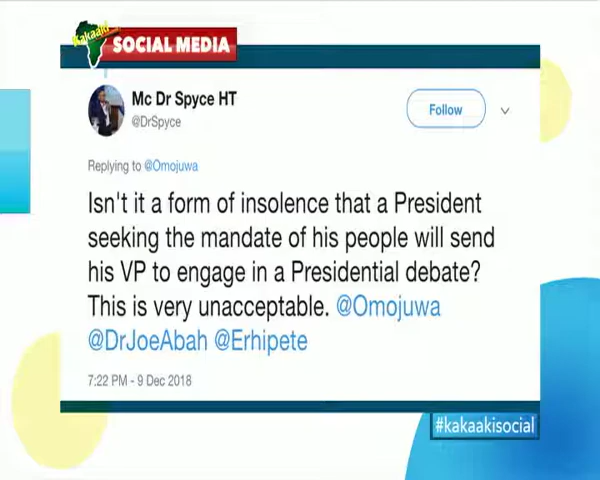 Kakaaki
SOCIAL MEDIA
Mc Dr Spyce HT
@DrSpyce
Follow
Replying to @Omojuwa
Isn't it a form of insolence that a President
seeking the mandate of his people will send
his VP to engage in a Presidential debate?
This is very unacceptable. @Omojuwa
@DrJoeAbah @Erhipete
7:22 PM - 9 Dec 2018
#kakaakisocial